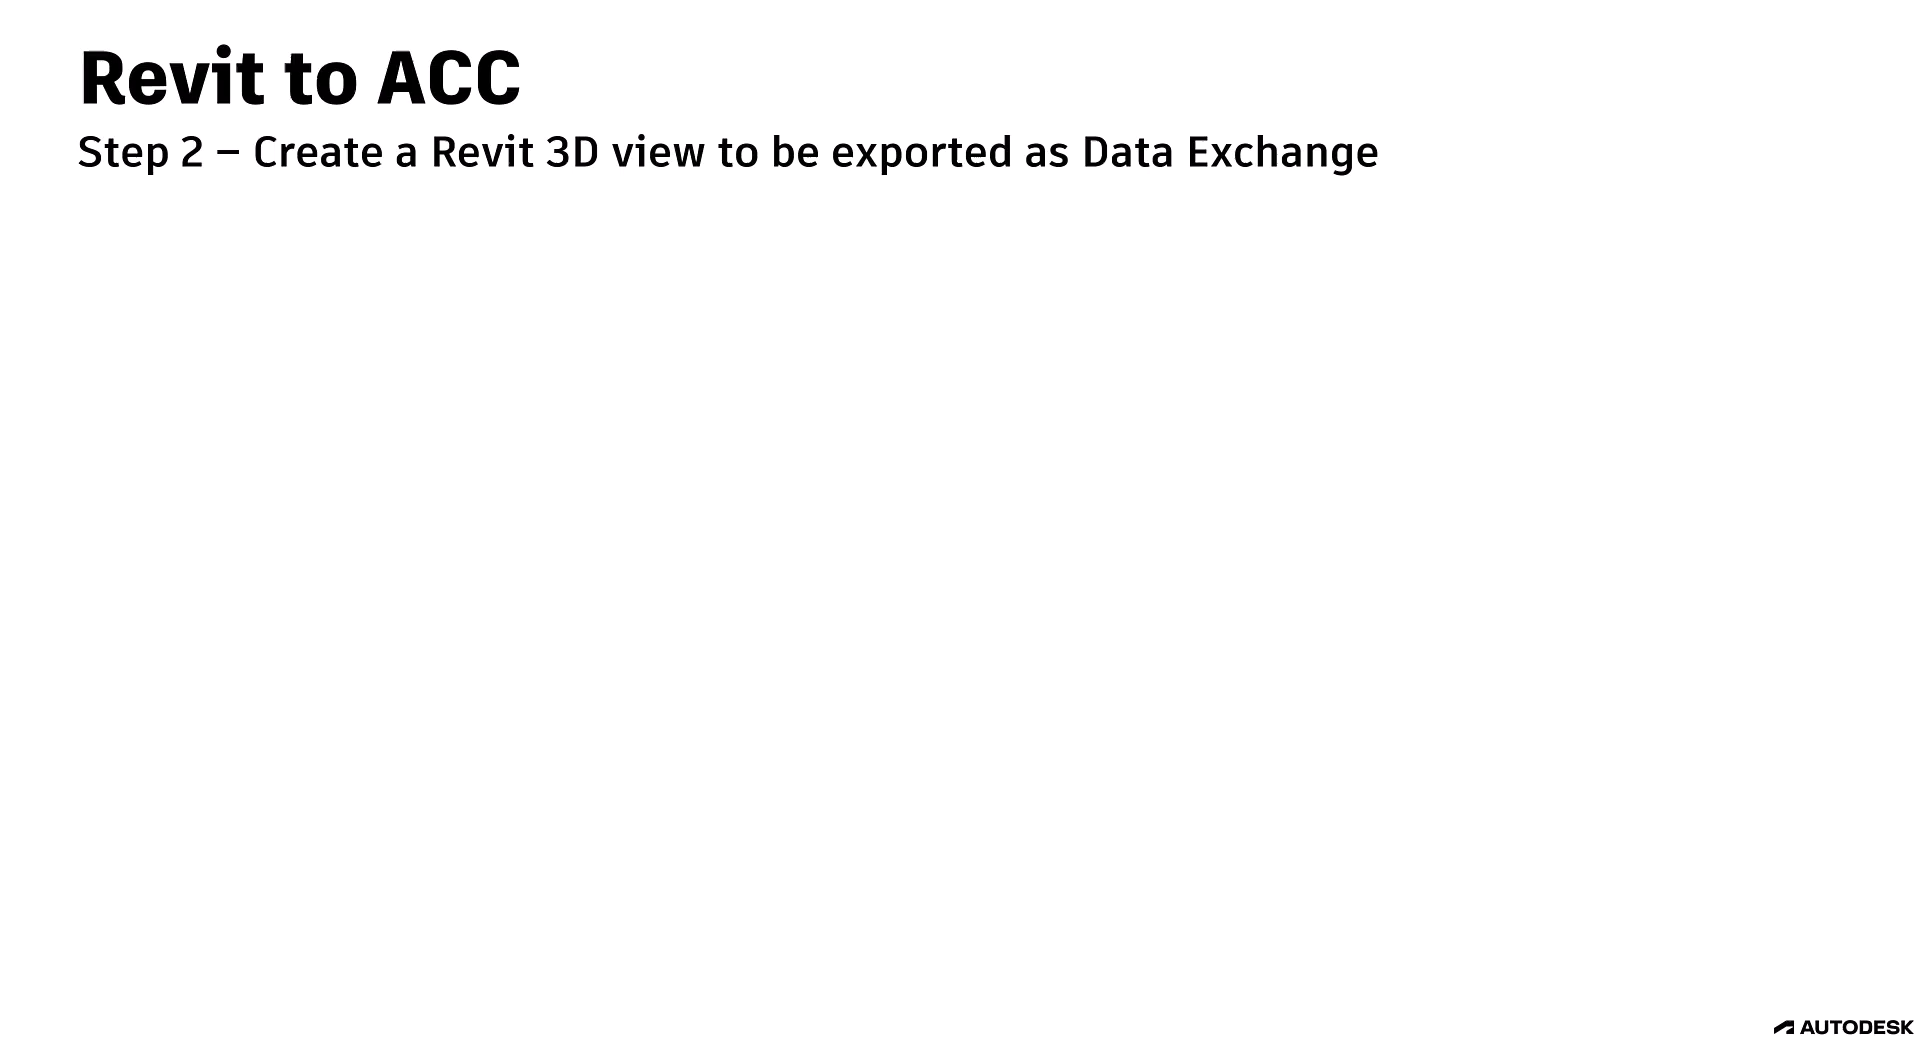 Revit to ACC
Step 2 – Create a Revit 3D view to be exported as Data Exchange
AUTODESK